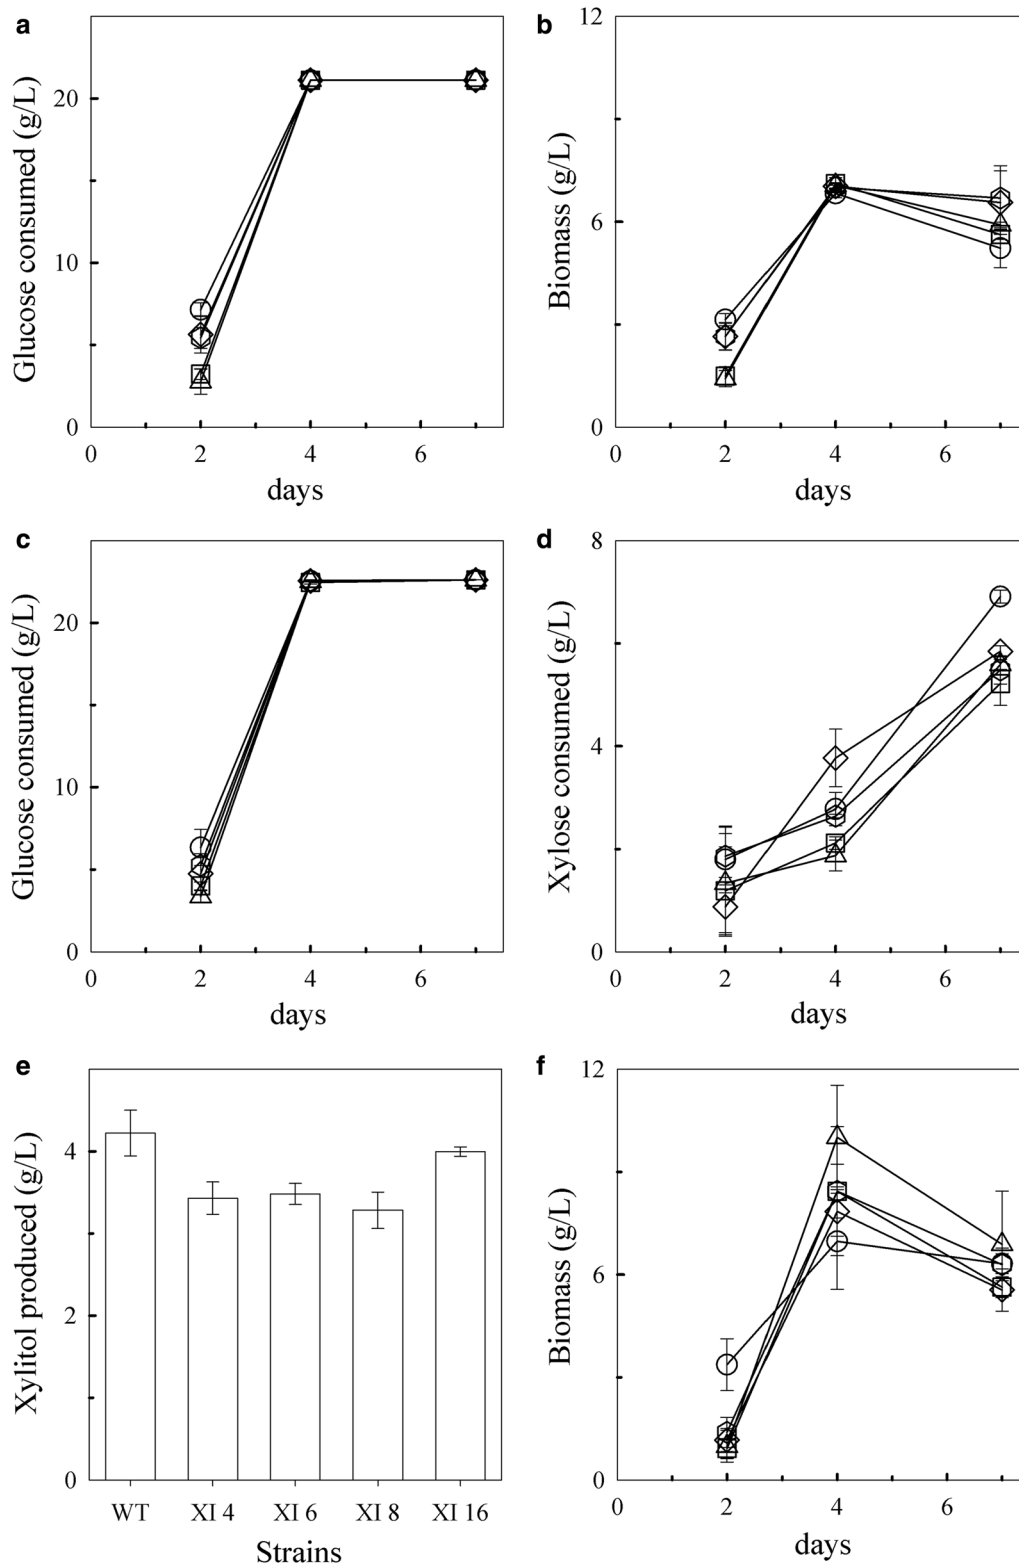 a
Glucose consumed (g/L)
20
10
0
0 2 4 6
days
b
Biomass (g/L)
12
6
0
0 2 4 6
days
c
Glucose consumed (g/L)
20
10
0
0 2 4 6
days
d
Xylose consumed (g/L)
8
4
0
0 2 4 6
days
e
Xylitol produced (g/L)
4
2
0
WT XI 4 XI 6 XI 8 XI 16
Strains
f
Biomass (g/L)
12
6
0
0 2 4 6
days